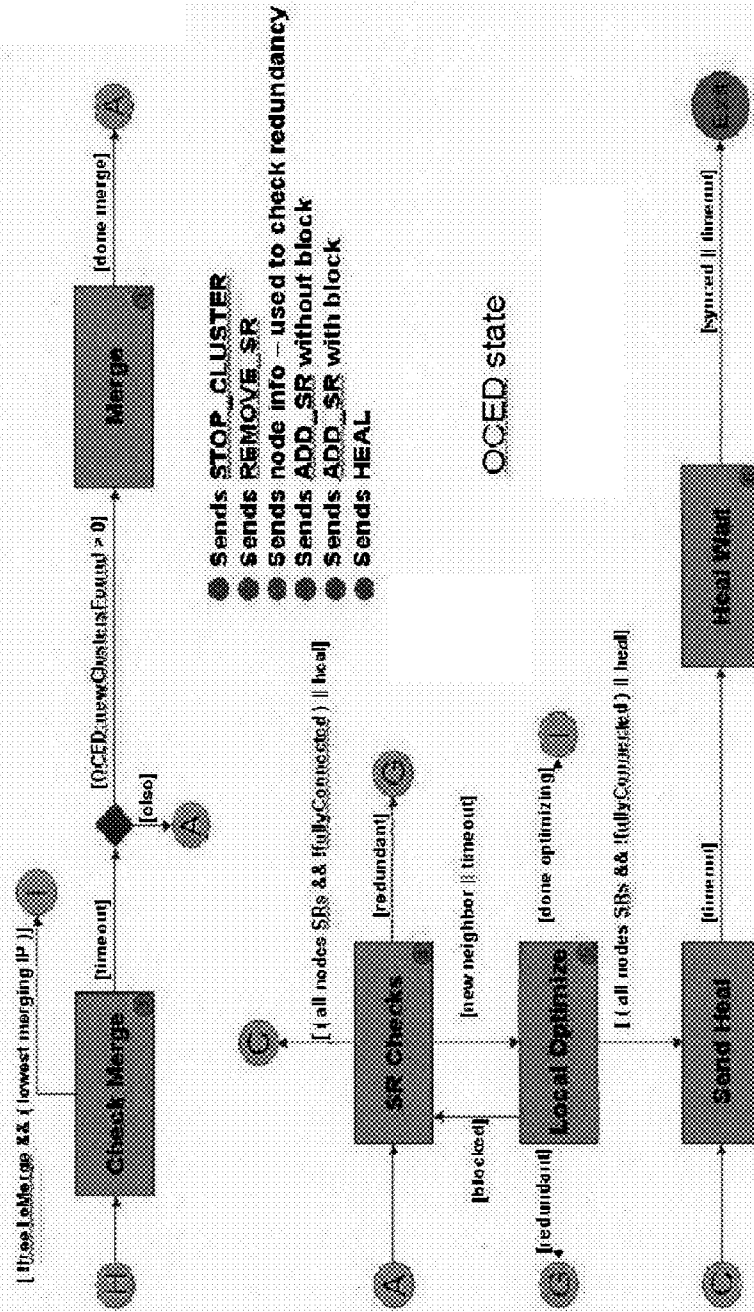 [!freeToMerge && ( lowest merging IP )]
Check Merge
[timeout]
[else]
A
[OCED:newClustersFound > 0]
Merge
[done merge]
A
Sends STOP_CLUSTER
Sends REMOVE_SR
Sends node info – used to check redundancy
Sends ADD_SR without block
Sends ADD_SR with block
Sends HEAL
OCED state
A
SR Checks
C
[ ( all nodes SRs && !fullyConnected ) || heal]
[redundant]
G
[blocked]
[new neighbor || timeout]
G
[redundant]
Local Optimize
[done optimizing]
[ ( all nodes SRs && !fullyConnected ) || heal]
C
Send Heal
[timeout]
Heal Wait
[synced || timeout]